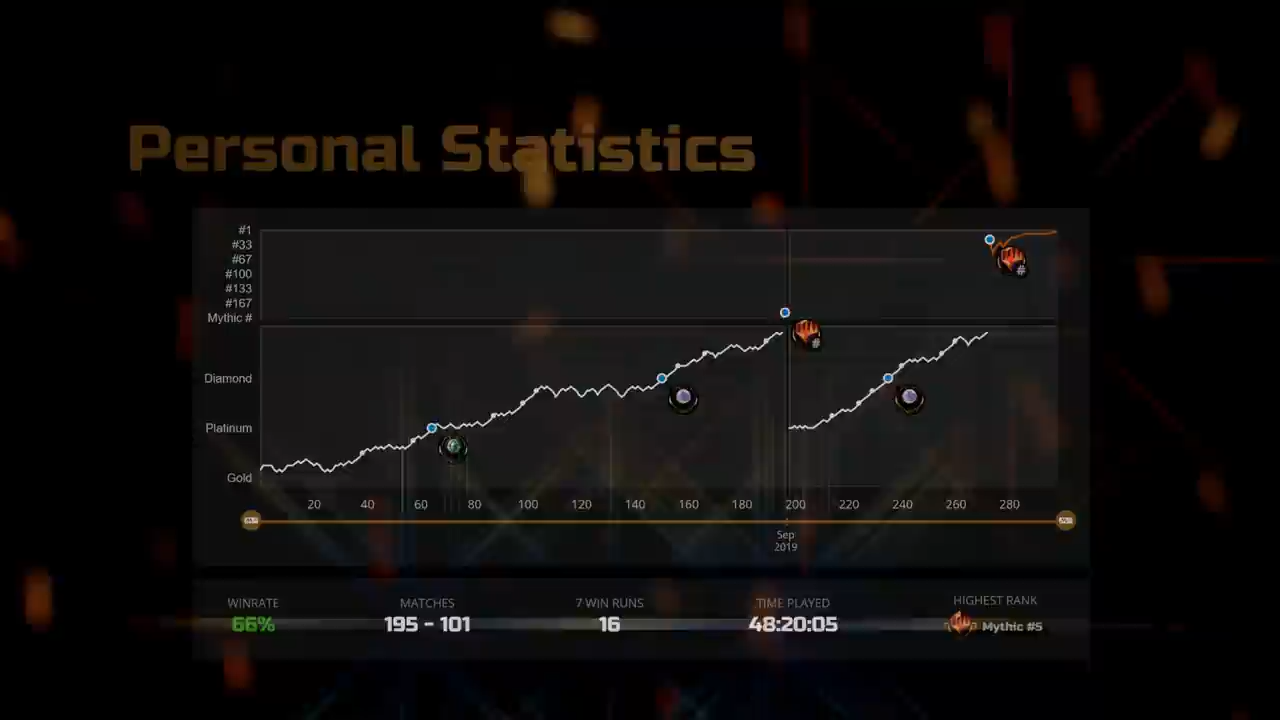 Personal Statistics
#1
#33
#67
#100
#133
#167
Mythic #
Diamond
Platinum
Gold
20 40 60 80 100 120 140 160 180 200 220 240 260 280
Sep
2019
WINRATE MATCHES 7 WIN RUNS TIME PLAYED HIGHEST RANK
66% 195 - 101 16 48:20:05 Mythic #5